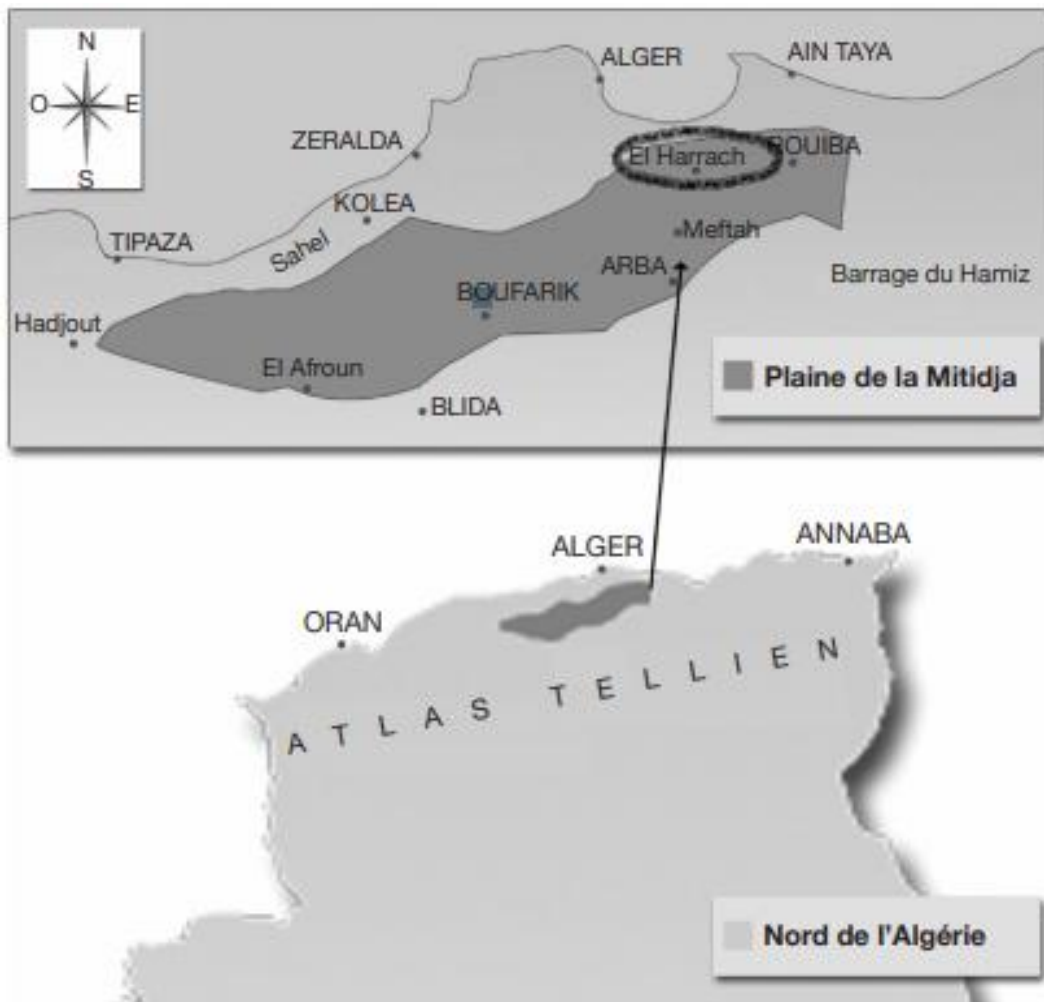 N
O E
S
ALGER
AIN TAYA
ZERALDA
El Harrach
ROUIBA
KOLEA
Meftah
TIPAZA
Sahel
ARBA
Barrage du Hamiz
BOUFARIK
Hadjout
El Afroun
Plaine de la Mitidja
BLIDA
ALGER
ANNABA
ORAN
ATLAS TELLIEN
Nord de l'Algérie